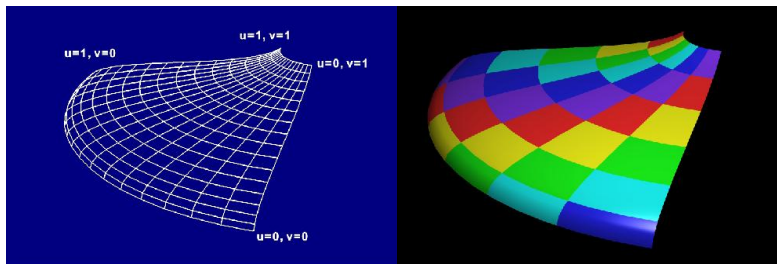 u=1, v=1
u=1, v=0
u=0, v=1
u=0, v=0